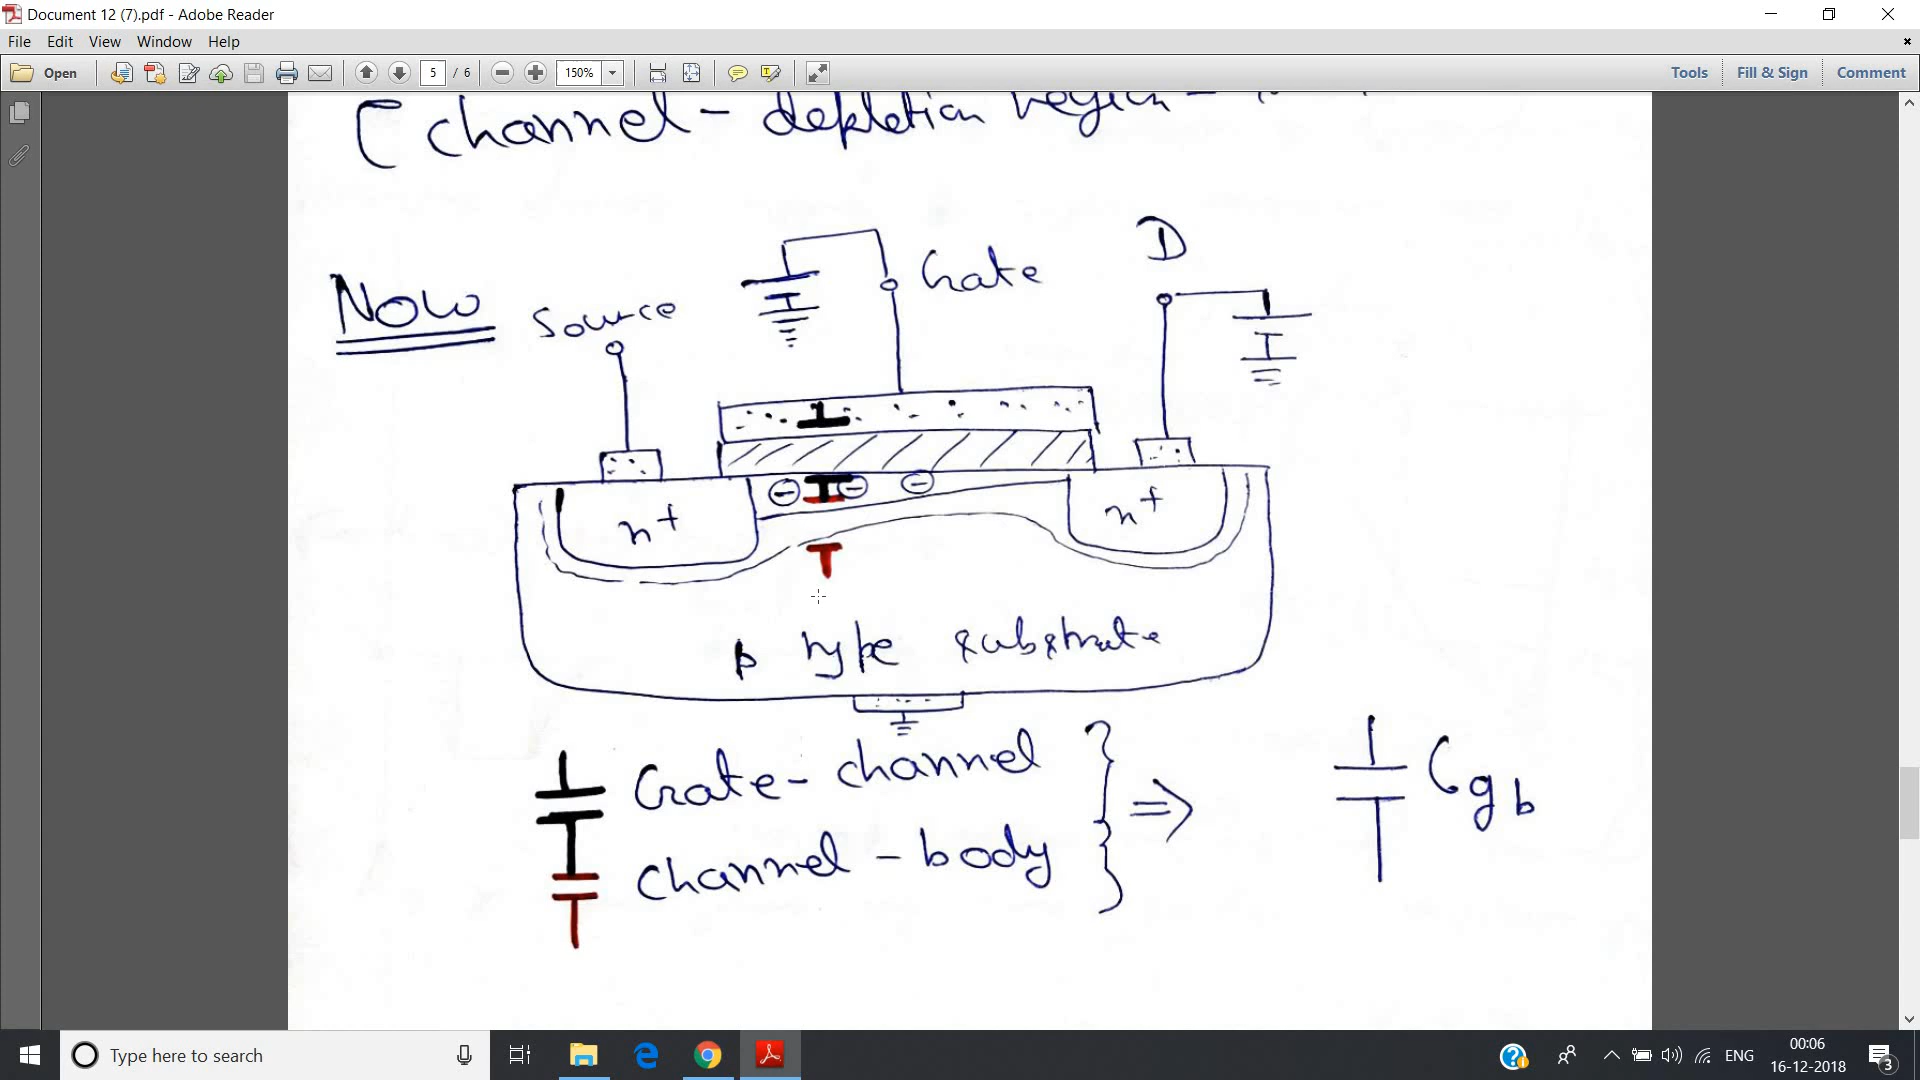 Document 12 (7).pdf - Adobe Reader
File Edit View Window Help
Open 5 / 6 150% Tools Fill & Sign Comment
[ channel - depletion region -
Now
Source
Gate
D
n+
n+
p type substrate
Gate - channel
channel - body
} ⇒ Cgb
Type here to search
ENG
00:06
16-12-2018
3